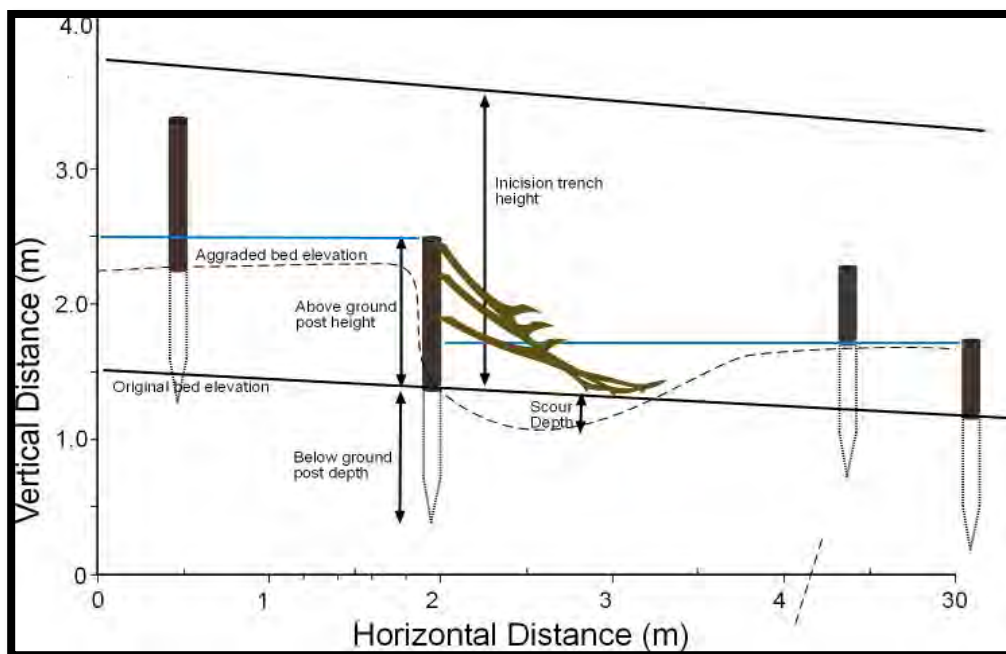 4.0
3.0
2.0
1.0
0
Vertical Distance (m)
Inicision trench
height
Aggraded bed elevation
Above ground
post height
Original bed elevation
Scour
Depth
Below ground
post depth
0
1
2
3
4
30
Horizontal Distance (m)